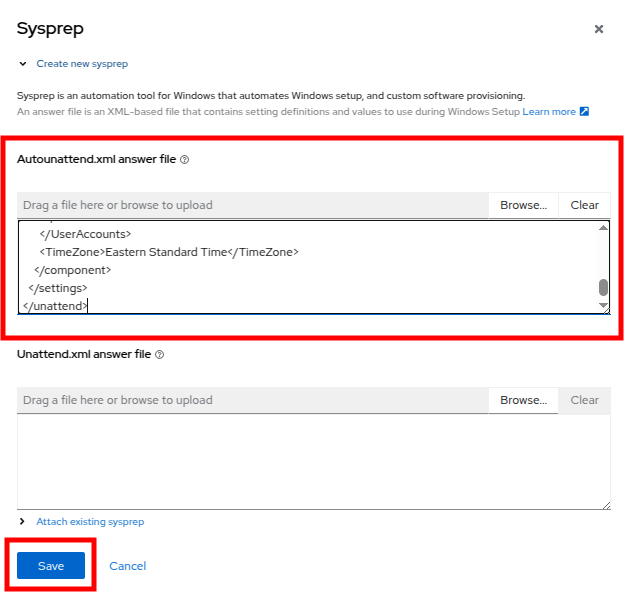 Sysprep
Create new sysprep
Sysprep is an automation tool for Windows that automates Windows setup, and custom software provisioning.
An answer file is an XML-based file that contains setting definitions and values to use during Windows Setup Learn more
Autounattend.xml answer file
Drag a file here or browse to upload Browse... Clear
</UserAccounts>
<TimeZone>Eastern Standard Time</TimeZone>
</component>
</settings>
</unattend>
Unattend.xml answer file
Drag a file here or browse to upload Browse... Clear
Attach existing sysprep
Save Cancel